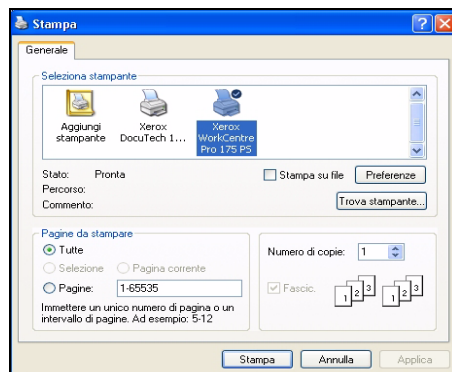 Stampa
Generale
Seleziona stampante
Aggiungi stampante
Xerox DocuTech 1...
Xerox WorkCentre Pro 175 PS
Stato: Pronta
Percorso:
Commento:
Stampa su file
Preferenze
Trova stampante...
Pagine da stampare
Tutte
Selezione
Pagina corrente
Pagine: 1-65535
Immettere un unico numero di pagina o un
intervallo di pagine. Ad esempio: 5-12
Numero di copie: 1
Fascic.
1 2 3 1 2 3
Stampa
Annulla
Applica